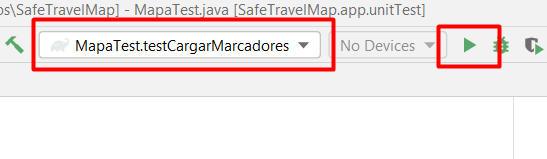 os\SafeTravelMap] - MapaTest.java [SafeTravelMap.app.unitTest]
MapaTest.testCargarMarcadores
No Devices